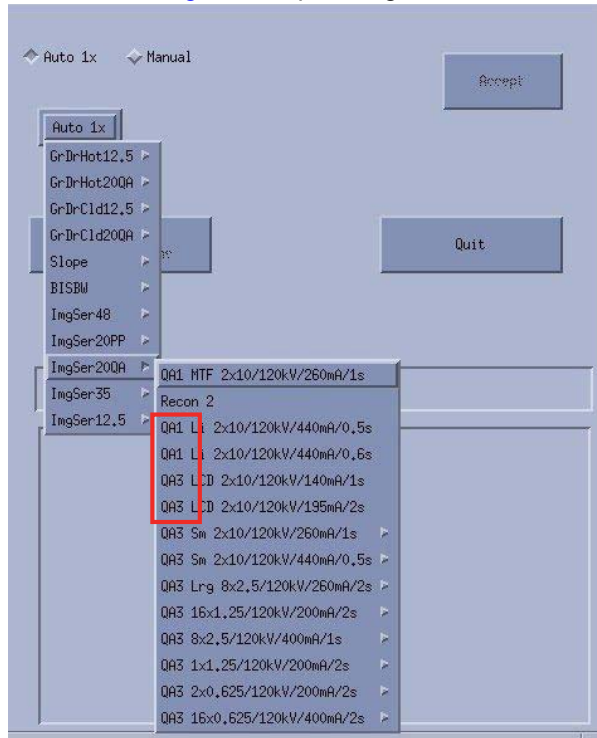 Auto 1x Manual
Accept
Auto 1x
GrDrHot12.5
GrDrHot20QA
GrDrCld12.5
GrDrCld20QA
Quit
Slope
BISBW
ImgSer48
ImgSer20PP
ImgSer20QA
ImgSer35
ImgSer12.5
QA1 MTF 2x10/120kV/260mA/1s
Recon 2
QA1 Li 2x10/120kV/440mA/0.5s
QA1 Li 2x10/120kV/440mA/0.6s
QA3 LCD 2x10/120kV/140mA/1s
QA3 LCD 2x10/120kV/195mA/2s
QA3 Sm 2x10/120kV/260mA/1s
QA3 Sm 2x10/120kV/440mA/0.5s
QA3 Lrg 8x2.5/120kV/260mA/2s
QA3 16x1.25/120kV/200mA/2s
QA3 8x2.5/120kV/400mA/1s
QA3 1x1.25/120kV/200mA/2s
QA3 2x0.625/120kV/200mA/2s
QA3 16x0.625/120kV/400mA/2s